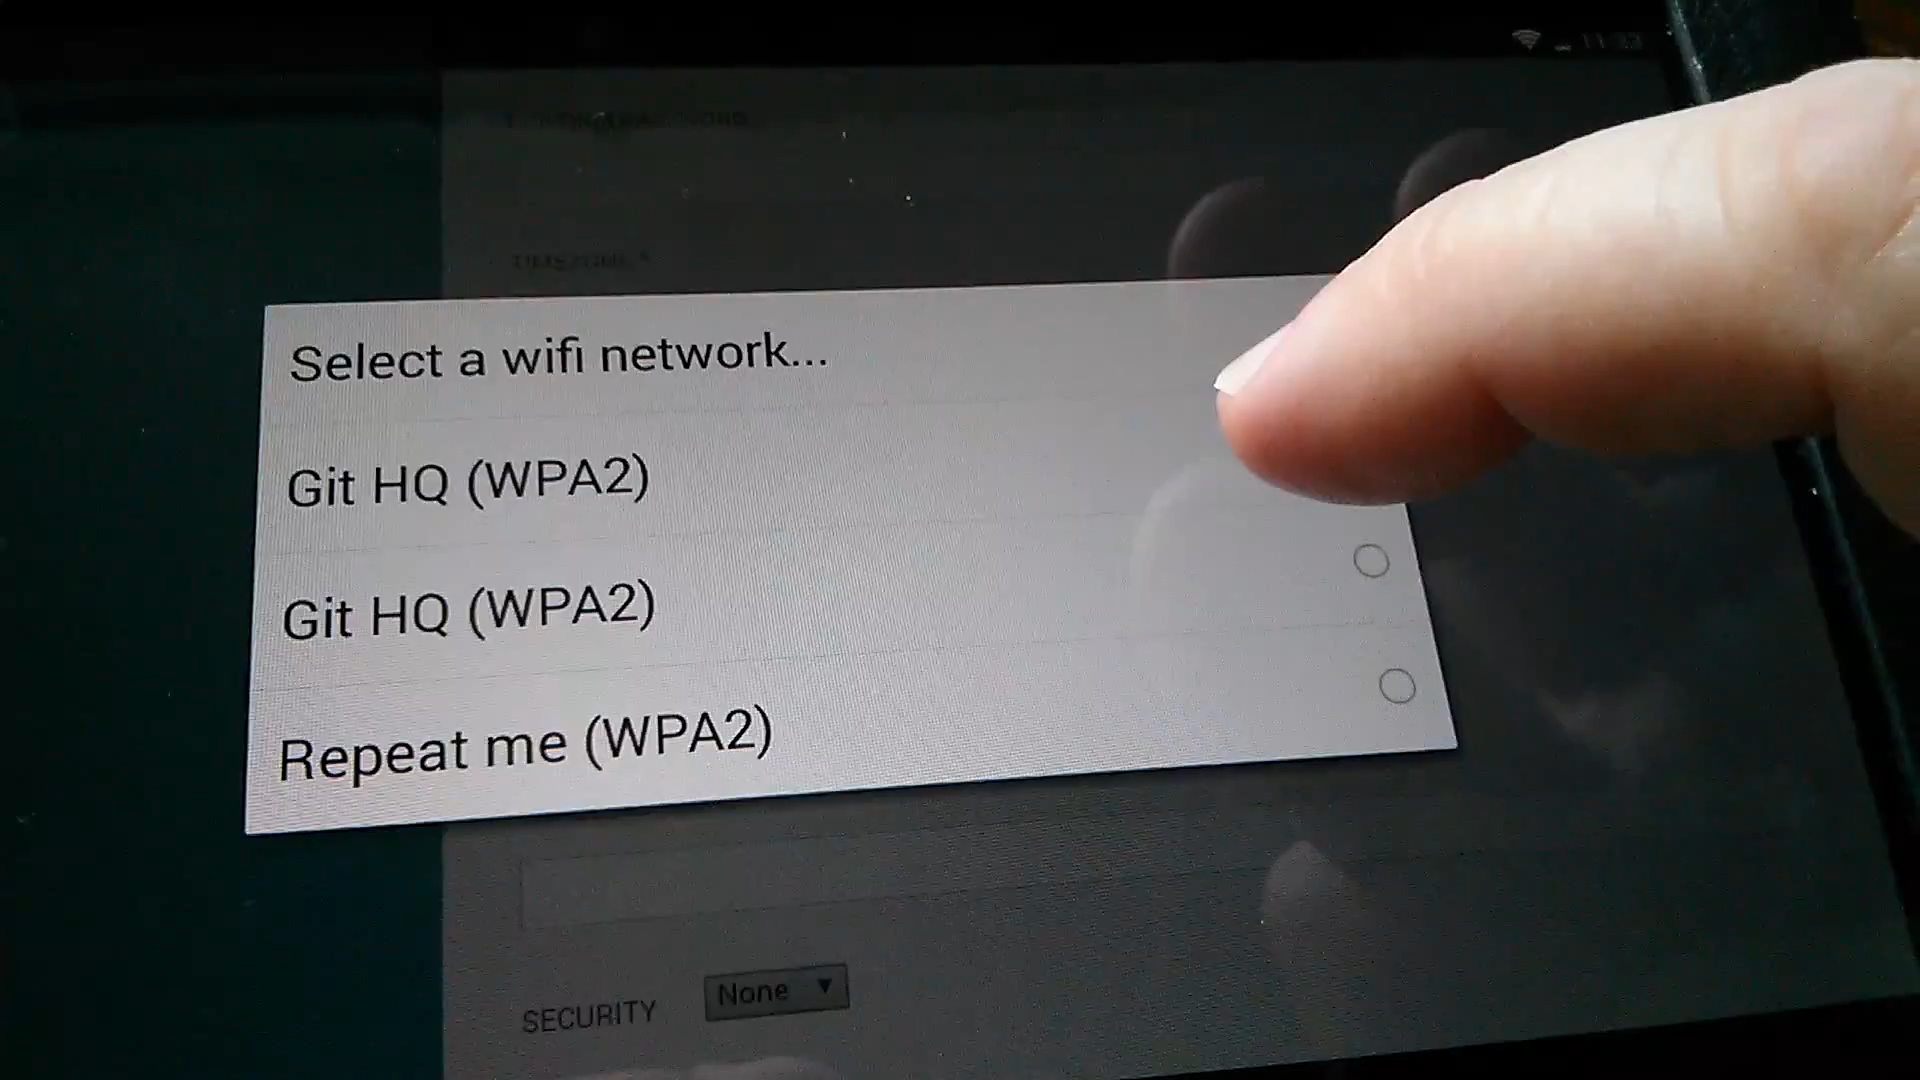 Select a wifi network...
Git HQ (WPA2)
Git HQ (WPA2)
Repeat me (WPA2)
SECURITY None